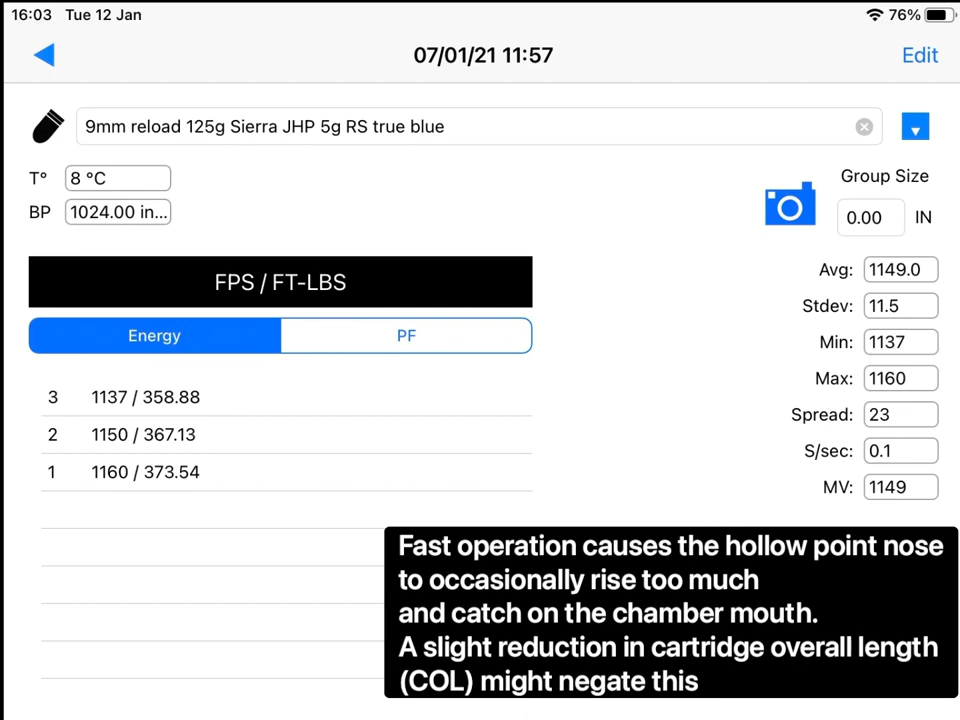 16:03 Tue 12 Jan 76%
07/01/21 11:57 Edit
9mm reload 125g Sierra JHP 5g RS true blue
T° 8 °C
BP 1024.00 in...
Group Size
0.00 IN
FPS / FT-LBS
Energy PF
3 1137 / 358.88
2 1150 / 367.13
1 1160 / 373.54
Avg: 1149.0
Stdev: 11.5
Min: 1137
Max: 1160
Spread: 23
S/sec: 0.1
MV: 1149
Fast operation causes the hollow point nose
to occasionally rise too much
and catch on the chamber mouth.
A slight reduction in cartridge overall length
(COL) might negate this